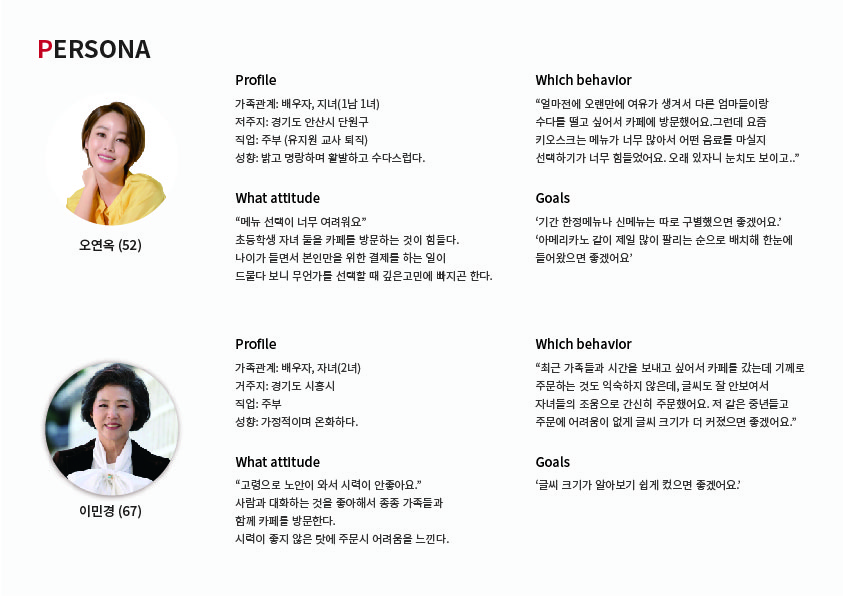 PERSONA
오연옥 (52)
Profile
가족관계: 배우자, 지녀(1남 1녀)
저주지: 경기도 안산시 단원구
직업: 주부 (유지원 교사 퇴직)
성향: 밝고 명랑하며 활발하고 수다스럽다.
What attitude
“메뉴 선택이 너무 여려워요”
초등학생 자녀 둘을 카페를 방문하는 것이 힘들다.
나이가 들면서 본인만을 위한 결제를 하는 일이
드물다 보니 무언가를 선택할 때 깊은고민에 빠지곤 한다.
Which behavior
“얼마전에 오랜만에 여유가 생겨서 다른 엄마들이랑
수다를 떨고 싶어서 카페에 방문했어요.그런데 요즘
키오스크는 메뉴가 너무 많아서 어떤 음료를 마실지
선택하기가 너무 힘들었어요. 오래 있자니 눈치도 보이고..”
Goals
‘기간 한정메뉴나 신메뉴는 따로 구별했으면 좋겠어요.’
‘아메리카노 같이 제일 많이 팔리는 순으로 배치해 한눈에
들어왔으면 좋겠어요’
이민경 (67)
Profile
가족관계: 배우자, 자녀(2녀)
거주지: 경기도 시흥시
직업: 주부
성향: 가정적이며 온화하다.
What attitude
“고령으로 노안이 와서 시력이 안좋아요.”
사람과 대화하는 것을 좋아해서 종종 가족들과
함께 카페를 방문한다.
시력이 좋지 않은 탓에 주문시 어려움을 느낀다.
Which behavior
“최근 가족들과 시간을 보내고 싶어서 카페를 갔는데 기께로
주문하는 것도 익숙하지 않은데, 글씨도 잘 안보여서
자녀들의 조움으로 간신히 주문했어요. 저 같은 중년들고
주문에 어려움이 없게 글씨 크기가 더 커졌으면 좋겠어요.”
Goals
‘글씨 크기가 알아보기 쉽게 컸으면 좋겠어요.’